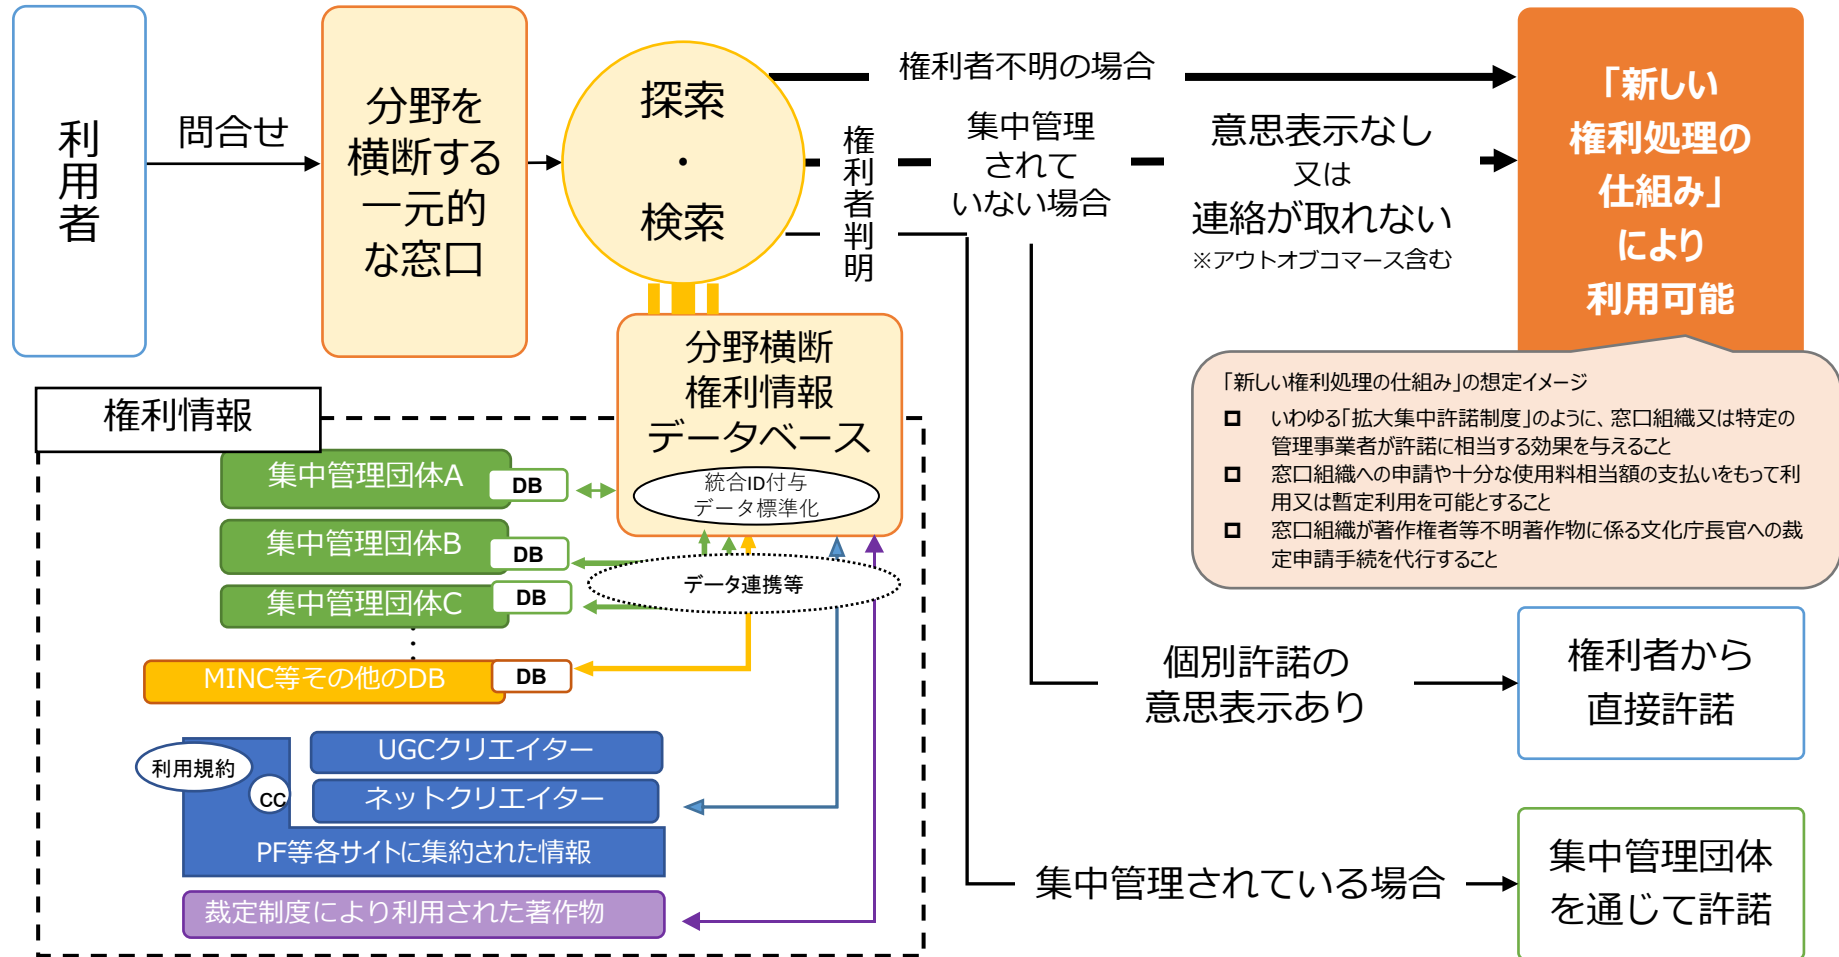 利用者
問合せ
分野を
横断する
一元的
な窓口
探索
・
検索
権利者不明の場合
権利者判明
集中管理
されて
いない場合
意思表示なし
又は
連絡が取れない
※アウトオブコマース含む
「新しい
権利処理の
仕組み」
により
利用可能
「新しい権利処理の仕組み」の想定イメージ
いわゆる「拡大集中許諾制度」のように、窓口組織又は特定の
管理事業者が許諾に相当する効果を与えること
窓口組織への申請や十分な使用料相当額の支払いをもって利
用又は暫定利用を可能とすること
窓口組織が著作権者等不明著作物に係る文化庁長官への裁
定申請手続を代行すること
分野横断
権利情報
データベース
統合ID付与
データ標準化
権利情報
集中管理団体A
DB
集中管理団体B
DB
集中管理団体C
DB
データ連携等
MINC等その他のDB
DB
利用規約
CC
UGCクリエイター
ネットクリエイター
PF等各サイトに集約された情報
裁定制度により利用された著作物
個別許諾の
意思表示あり
権利者から
直接許諾
集中管理されている場合
集中管理団体
を通じて許諾